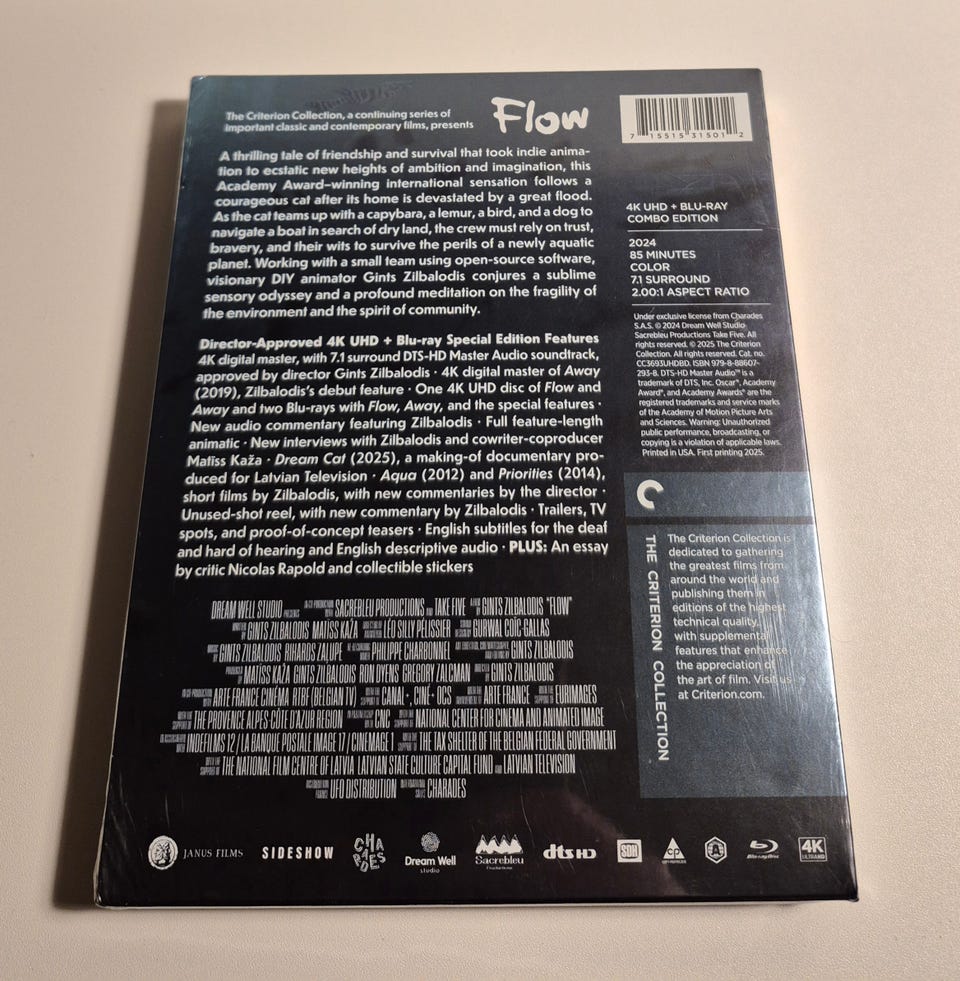 The Criterion Collection, a continuing series of
important classic and contemporary films, presents
Flow
A thrilling tale of friendship and survival that took indie anima-
tion to ecstatic new heights of ambition and imagination, this
Academy Award–winning international sensation follows a
courageous cat after its home is devastated by a great flood.
As the cat teams up with a capybara, a lemur, a bird, and a dog to
navigate a boat in search of dry land, the crew must rely on trust,
bravery, and their wits to survive the perils of a newly aquatic
planet. Working with a small team using open-source software,
visionary DIY animator Gints Zilbalodis conjures a sublime
sensory odyssey and a profound meditation on the fragility of
the environment and the spirit of community.
Director-Approved 4K UHD + Blu-ray Special Edition Features
4K digital master, with 7.1 surround DTS-HD Master Audio soundtrack,
approved by director Gints Zilbalodis · 4K digital master of Away
(2019), Zilbalodis's debut feature · One 4K UHD disc of Flow and
Away and two Blu-rays with Flow, Away, and the special features ·
New audio commentary featuring Zilbalodis · Full feature-length
animatic · New interviews with Zilbalodis and cowriter-coproducer
Matīss Kaža · Dream Cat (2025), a making-of documentary pro-
duced for Latvian Television · Aqua (2012) and Priorities (2014),
short films by Zilbalodis, with new commentaries by the director ·
Unused-shot reel, with new commentary by Zilbalodis · Trailers, TV
spots, and proof-of-concept teasers · English subtitles for the deaf
and hard of hearing and English descriptive audio · PLUS: An essay
by critic Nicolas Rapold and collectible stickers
DREAM WELL STUDIO PRESENTS SACREBLEU PRODUCTIONS AND TAKE FIVE GINTS ZILBALODIS "FLOW"
GINTS ZILBALODIS MATĪSS KAŽA LÉO SILLY PÉLISSIER GURWAL COÏC-GALLAS
GINTS ZILBALODIS RIHARDS ZAĻUPE PHILIPPE CHARBONNEL GINTS ZILBALODIS
MATĪSS KAŽA GINTS ZILBALODIS RON DYENS GREGORY ZALCMAN GINTS ZILBALODIS
ARTE FRANCE CINÉMA RTBF (BELGIAN TV) CANAL+, CINÉ+ OCS ARTE FRANCE EURIMAGES
THE PROVENCE ALPES CÔTE D'AZUR REGION CNC NATIONAL CENTER FOR CINEMA AND ANIMATED IMAGE
INDEFILMS 12 / LA BANQUE POSTALE IMAGE 17 / CINEMAGE 1 THE TAX SHELTER OF THE BELGIAN FEDERAL GOVERNMENT
THE NATIONAL FILM CENTRE OF LATVIA LATVIAN STATE CULTURE CAPITAL FUND AND LATVIAN TELEVISION
UFO DISTRIBUTION CHARADES
7 15515 31501 2
4K UHD + BLU-RAY
COMBO EDITION
2024
85 MINUTES
COLOR
7.1 SURROUND
2.00:1 ASPECT RATIO
Under exclusive license from Charades
S.A.S. © 2024 Dream Well Studio
Sacrebleu Productions Take Five. All
rights reserved. © 2025 The Criterion
Collection. All rights reserved. Cat. no.
CC3693UHDBD. ISBN 979-8-88607-
293-8. DTS-HD Master Audio™ is a
trademark of DTS, Inc. Oscar®, Academy
Award®, and Academy Awards® are the
registered trademarks and service marks
of the Academy of Motion Picture Arts
and Sciences. Warning: Unauthorized
public performance, broadcasting, or
copying is a violation of applicable laws.
Printed in USA. First printing 2025.
THE CRITERION COLLECTION
The Criterion Collection is
dedicated to gathering
the greatest films from
around the world and
publishing them in
editions of the highest
technical quality,
with supplemental
features that enhance
the appreciation of
the art of film. Visit us
at Criterion.com.
JANUS FILMS
SIDESHOW
CHARADES
Dream Well
studio
Sacrebleu
Productions
dts HD
SDH
Blu-ray Disc
4K
ULTRA HD